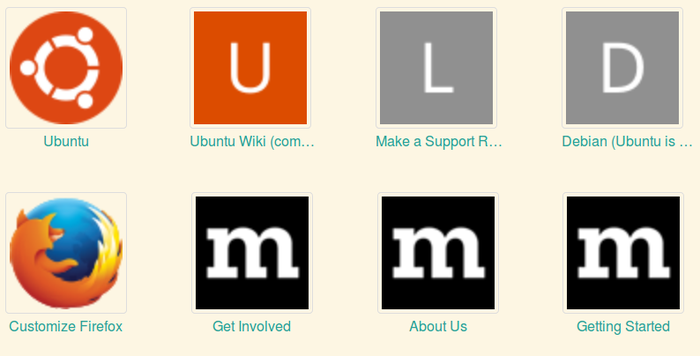 U
L
D
Ubuntu
Ubuntu Wiki (com...
Make a Support R...
Debian (Ubuntu is ...
m
m
m
Customize Firefox
Get Involved
About Us
Getting Started